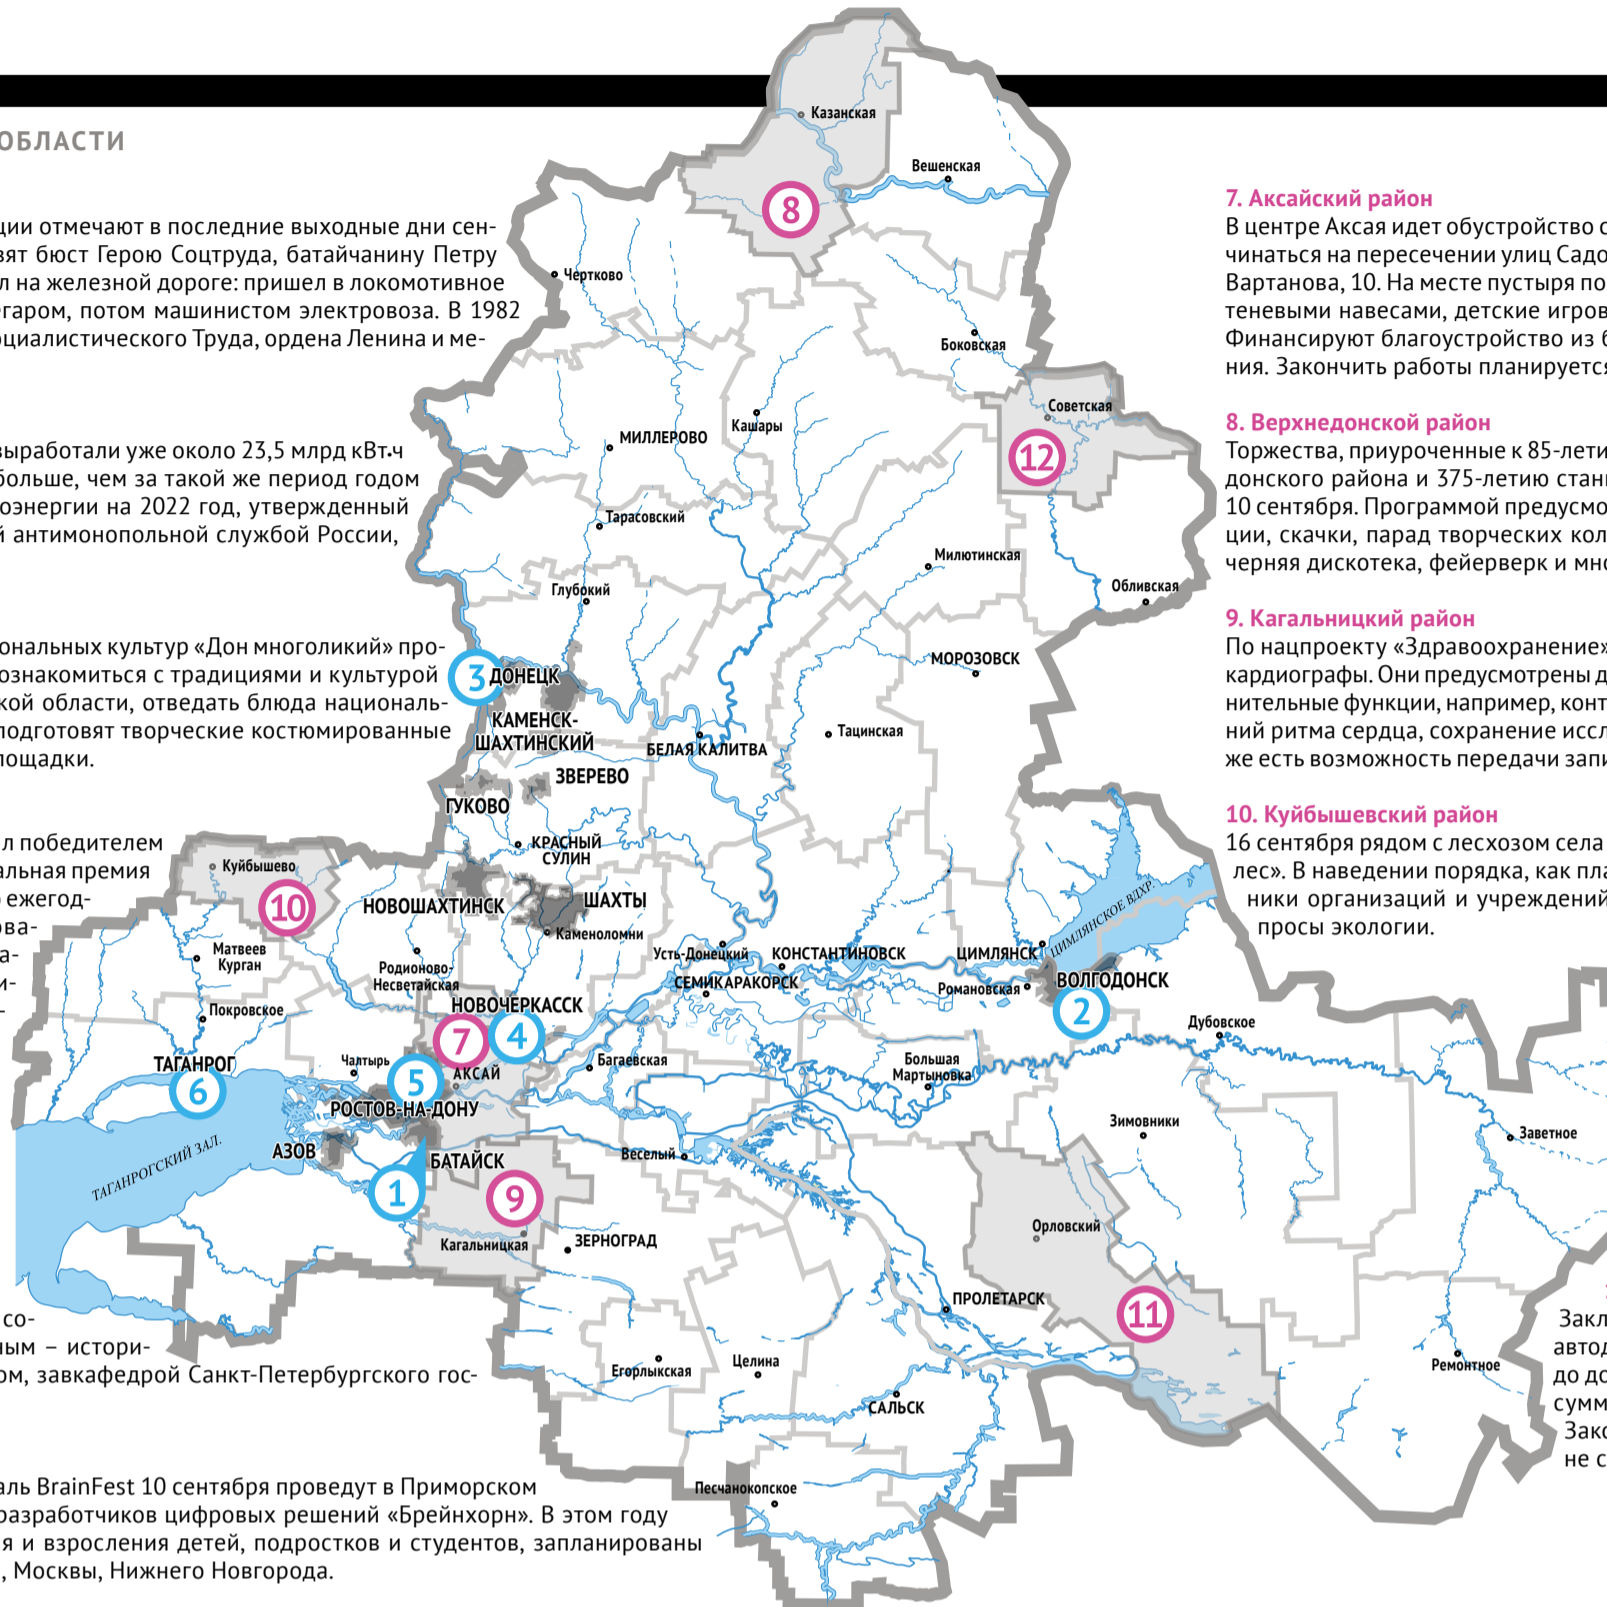 ОБЛАСТИ
ции отмечают в последние выходные дни сен-
вят бюст Герою Соцтруда, батайчанину Петру
л на железной дороге: пришел в локомотивное
гаром, потом машинистом электровоза. В 1982
оциалистического Труда, ордена Ленина и ме-
выработали уже около 23,5 млрд кВт·ч
больше, чем за такой же период годом
оэнергии на 2022 год, утвержденный
й антимонопольной службой России,
ональных культур «Дон многоликий» про-
ознакомиться с традициями и культурой
кой области, отведать блюда националь-
подготовят творческие костюмированные
лощадки.
л победителем
альная премия
ежегод-
ова-
а-
и-
-
со-
ным – истори-
ом, завкафедрой Санкт-Петербургского гос-
аль BrainFest 10 сентября проведут в Приморском
разработчиков цифровых решений «Брейнхорн». В этом году
я и взросления детей, подростков и студентов, запланированы
, Москвы, Нижнего Новгорода.
Казанская
Вешенская
8
Чертково
Боковская
Советская
12
Кашары
МИЛЛЕРОВО
Тарасовский
Милютинская
Обливская
Глубокий
МОРОЗОВСК
3
ДОНЕЦК
КАМЕНСК-
ШАХТИНСКИЙ
БЕЛАЯ КАЛИТВА
Тацинская
ЗВЕРЕВО
ГУКОВО
КРАСНЫЙ
СУЛИН
Куйбышево
10
НОВОШАХТИНСК
ШАХТЫ
Каменоломни
Матвеев
Курган
Родионово-
Несветайская
Усть-Донецкий
КОНСТАНТИНОВСК
ЦИМЛЯНСК
ЦИМЛЯНСКОЕ ВДХР.
СЕМИКАРАКОРСК
Романовская
ВОЛГОДОНСК
2
Покровское
НОВОЧЕРКАССК
7
4
Дубовское
ТАГАНРОГ
6
Чалтырь
5
АКСАЙ
Багаевская
Большая
Мартыновка
РОСТОВ-НА-ДОНУ
Зимовники
Заветное
АЗОВ
БАТАЙСК
Веселый
ТАГАНРОГСКИЙ ЗАЛ.
1
9
Орловский
Кагальницкая
ЗЕРНОГРАД
ПРОЛЕТАРСК
11
Егорлыкская
Целина
Ремонтное
САЛЬСК
Песчанокопское
7. Аксайский район
В центре Аксая идет обустройство с
чинаться на пересечении улиц Садо
Вартанова, 10. На месте пустыря по
теневыми навесами, детские игров
Финансируют благоустройство из б
ния. Закончить работы планируется
8. Верхнедонской район
Торжества, приуроченные к 85-лети
донского района и 375-летию стан
10 сентября. Программой предусмо
ции, скачки, парад творческих кол
черняя дискотека, фейерверк и мно
9. Кагальницкий район
По нацпроекту «Здравоохранение»
кардиографы. Они предусмотрены д
нительные функции, например, конт
ний ритма сердца, сохранение иссл
же есть возможность передачи запи
10. Куйбышевский район
16 сентября рядом с лесхозом села
лес». В наведении порядка, как пла
ники организаций и учреждений
просы экологии.
Закл
автод
до до
сумм
Зако
не с